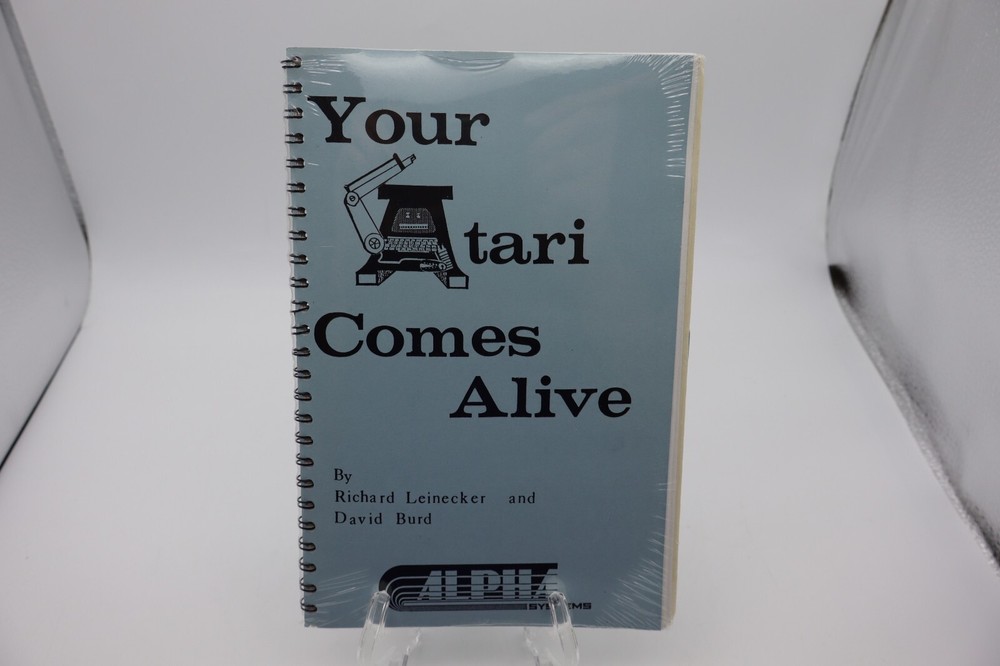 Your
Atari
Comes
Alive
By
Richard Leinecker and
David Burd
ALPHA
SYSTEMS